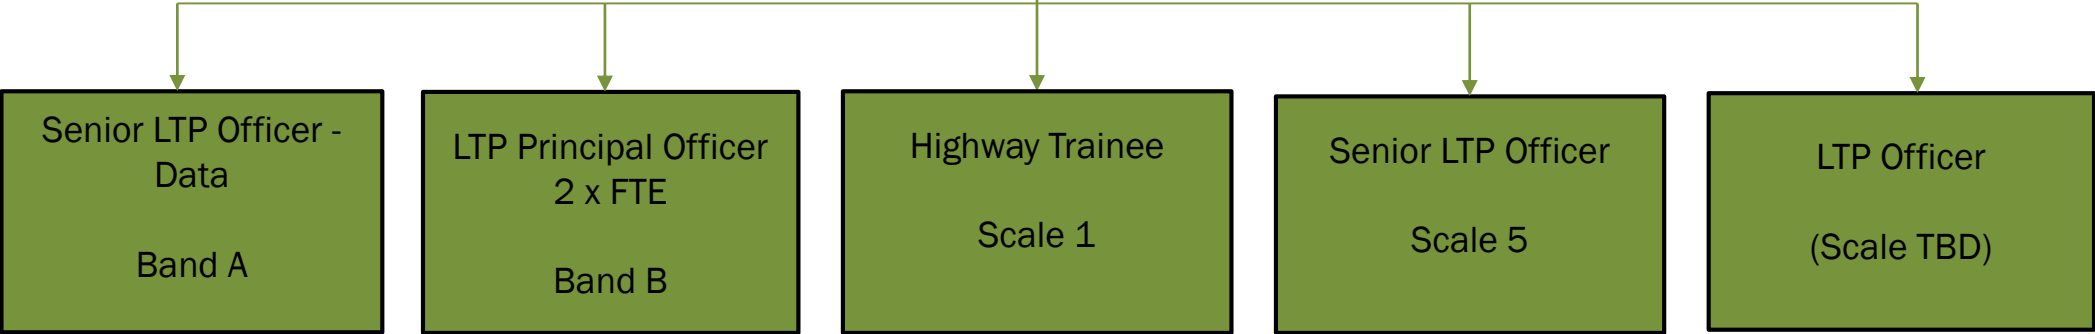 Senior LTP Officer -
Data
Band A
LTP Principal Officer
2 x FTE
Band B
Highway Trainee
Scale 1
Senior LTP Officer
Scale 5
LTP Officer
(Scale TBD)